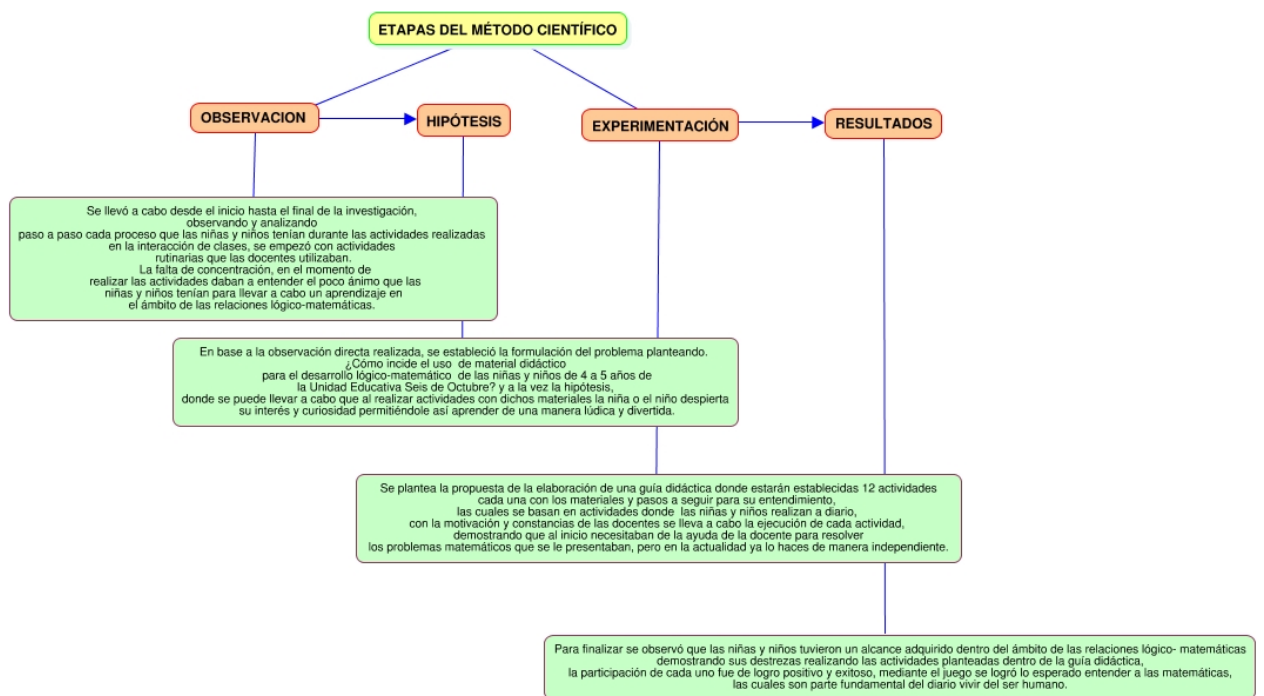 ETAPAS DEL MÉTODO CIENTÍFICO
OBSERVACION
HIPÓTESIS
EXPERIMENTACIÓN
RESULTADOS
Se llevó a cabo desde el inicio hasta el final de la investigación,
observando y analizando
paso a paso cada proceso que las niñas y niños tenían durante las actividades realizadas
en la interacción de clases, se empezó con actividades
rutinarias que las docentes utilizaban.
La falta de concentración, en el momento de
realizar las actividades daban a entender el poco ánimo que las
niñas y niños tenían para llevar a cabo un aprendizaje en
el ámbito de las relaciones lógico-matemáticas.
En base a la observación directa realizada, se estableció la formulación del problema planteando.
¿Cómo incide el uso de material didáctico
para el desarrollo lógico-matemático de las niñas y niños de 4 a 5 años de
la Unidad Educativa Seis de Octubre? y a la vez la hipótesis,
donde se puede llevar a cabo que al realizar actividades con dichos materiales la niña o el niño despierta
su interés y curiosidad permitiéndole así aprender de una manera lúdica y divertida.
Se plantea la propuesta de la elaboración de una guía didáctica donde estarán establecidas 12 actividades
cada una con los materiales y pasos a seguir para su entendimiento,
las cuales se basan en actividades donde las niñas y niños realizan a diario,
con la motivación y constancias de las docentes se lleva a cabo la ejecución de cada actividad,
demostrando que al inicio necesitaban de la ayuda de la docente para resolver
los problemas matemáticos que se le presentaban, pero en la actualidad ya lo haces de manera independiente.
Para finalizar se observó que las niñas y niños tuvieron un alcance adquirido dentro del ámbito de las relaciones lógico- matemáticas
demostrando sus destrezas realizando las actividades planteadas dentro de la guía didáctica,
la participación de cada uno fue de logro positivo y exitoso, mediante el juego se logró lo esperado entender a las matemáticas,
las cuales son parte fundamental del diario vivir del ser humano.